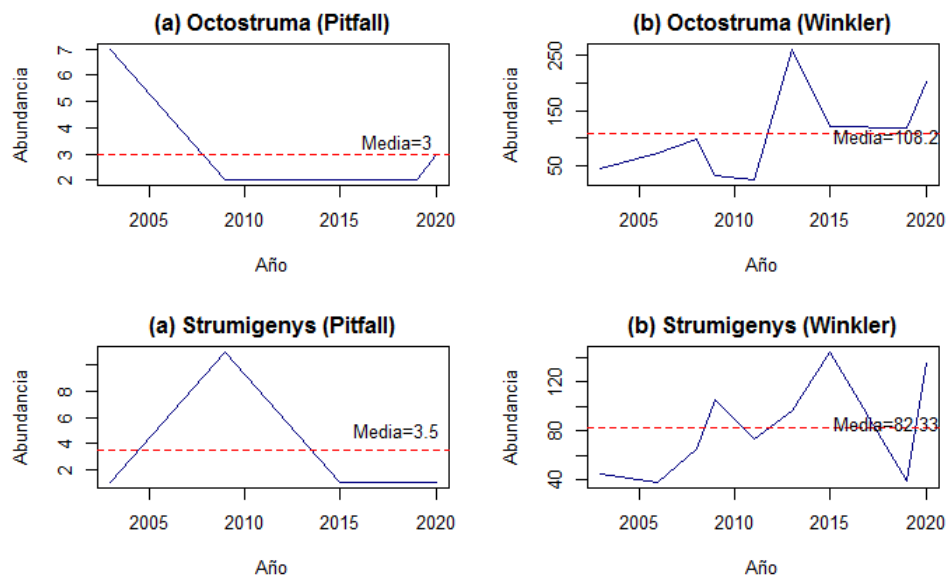 (a) Octostruma (Pitfall)
Abundancia
7
6
5
4
3
2
Media=3
2005 2010 2015 2020
Año
(b) Octostruma (Winkler)
Abundancia
250
150
50
Media=108.2
2005 2010 2015 2020
Año
(a) Strumigenys (Pitfall)
Abundancia
8
6
4
2
Media=3.5
2005 2010 2015 2020
Año
(b) Strumigenys (Winkler)
Abundancia
120
80
40
Media=82.33
2005 2010 2015 2020
Año